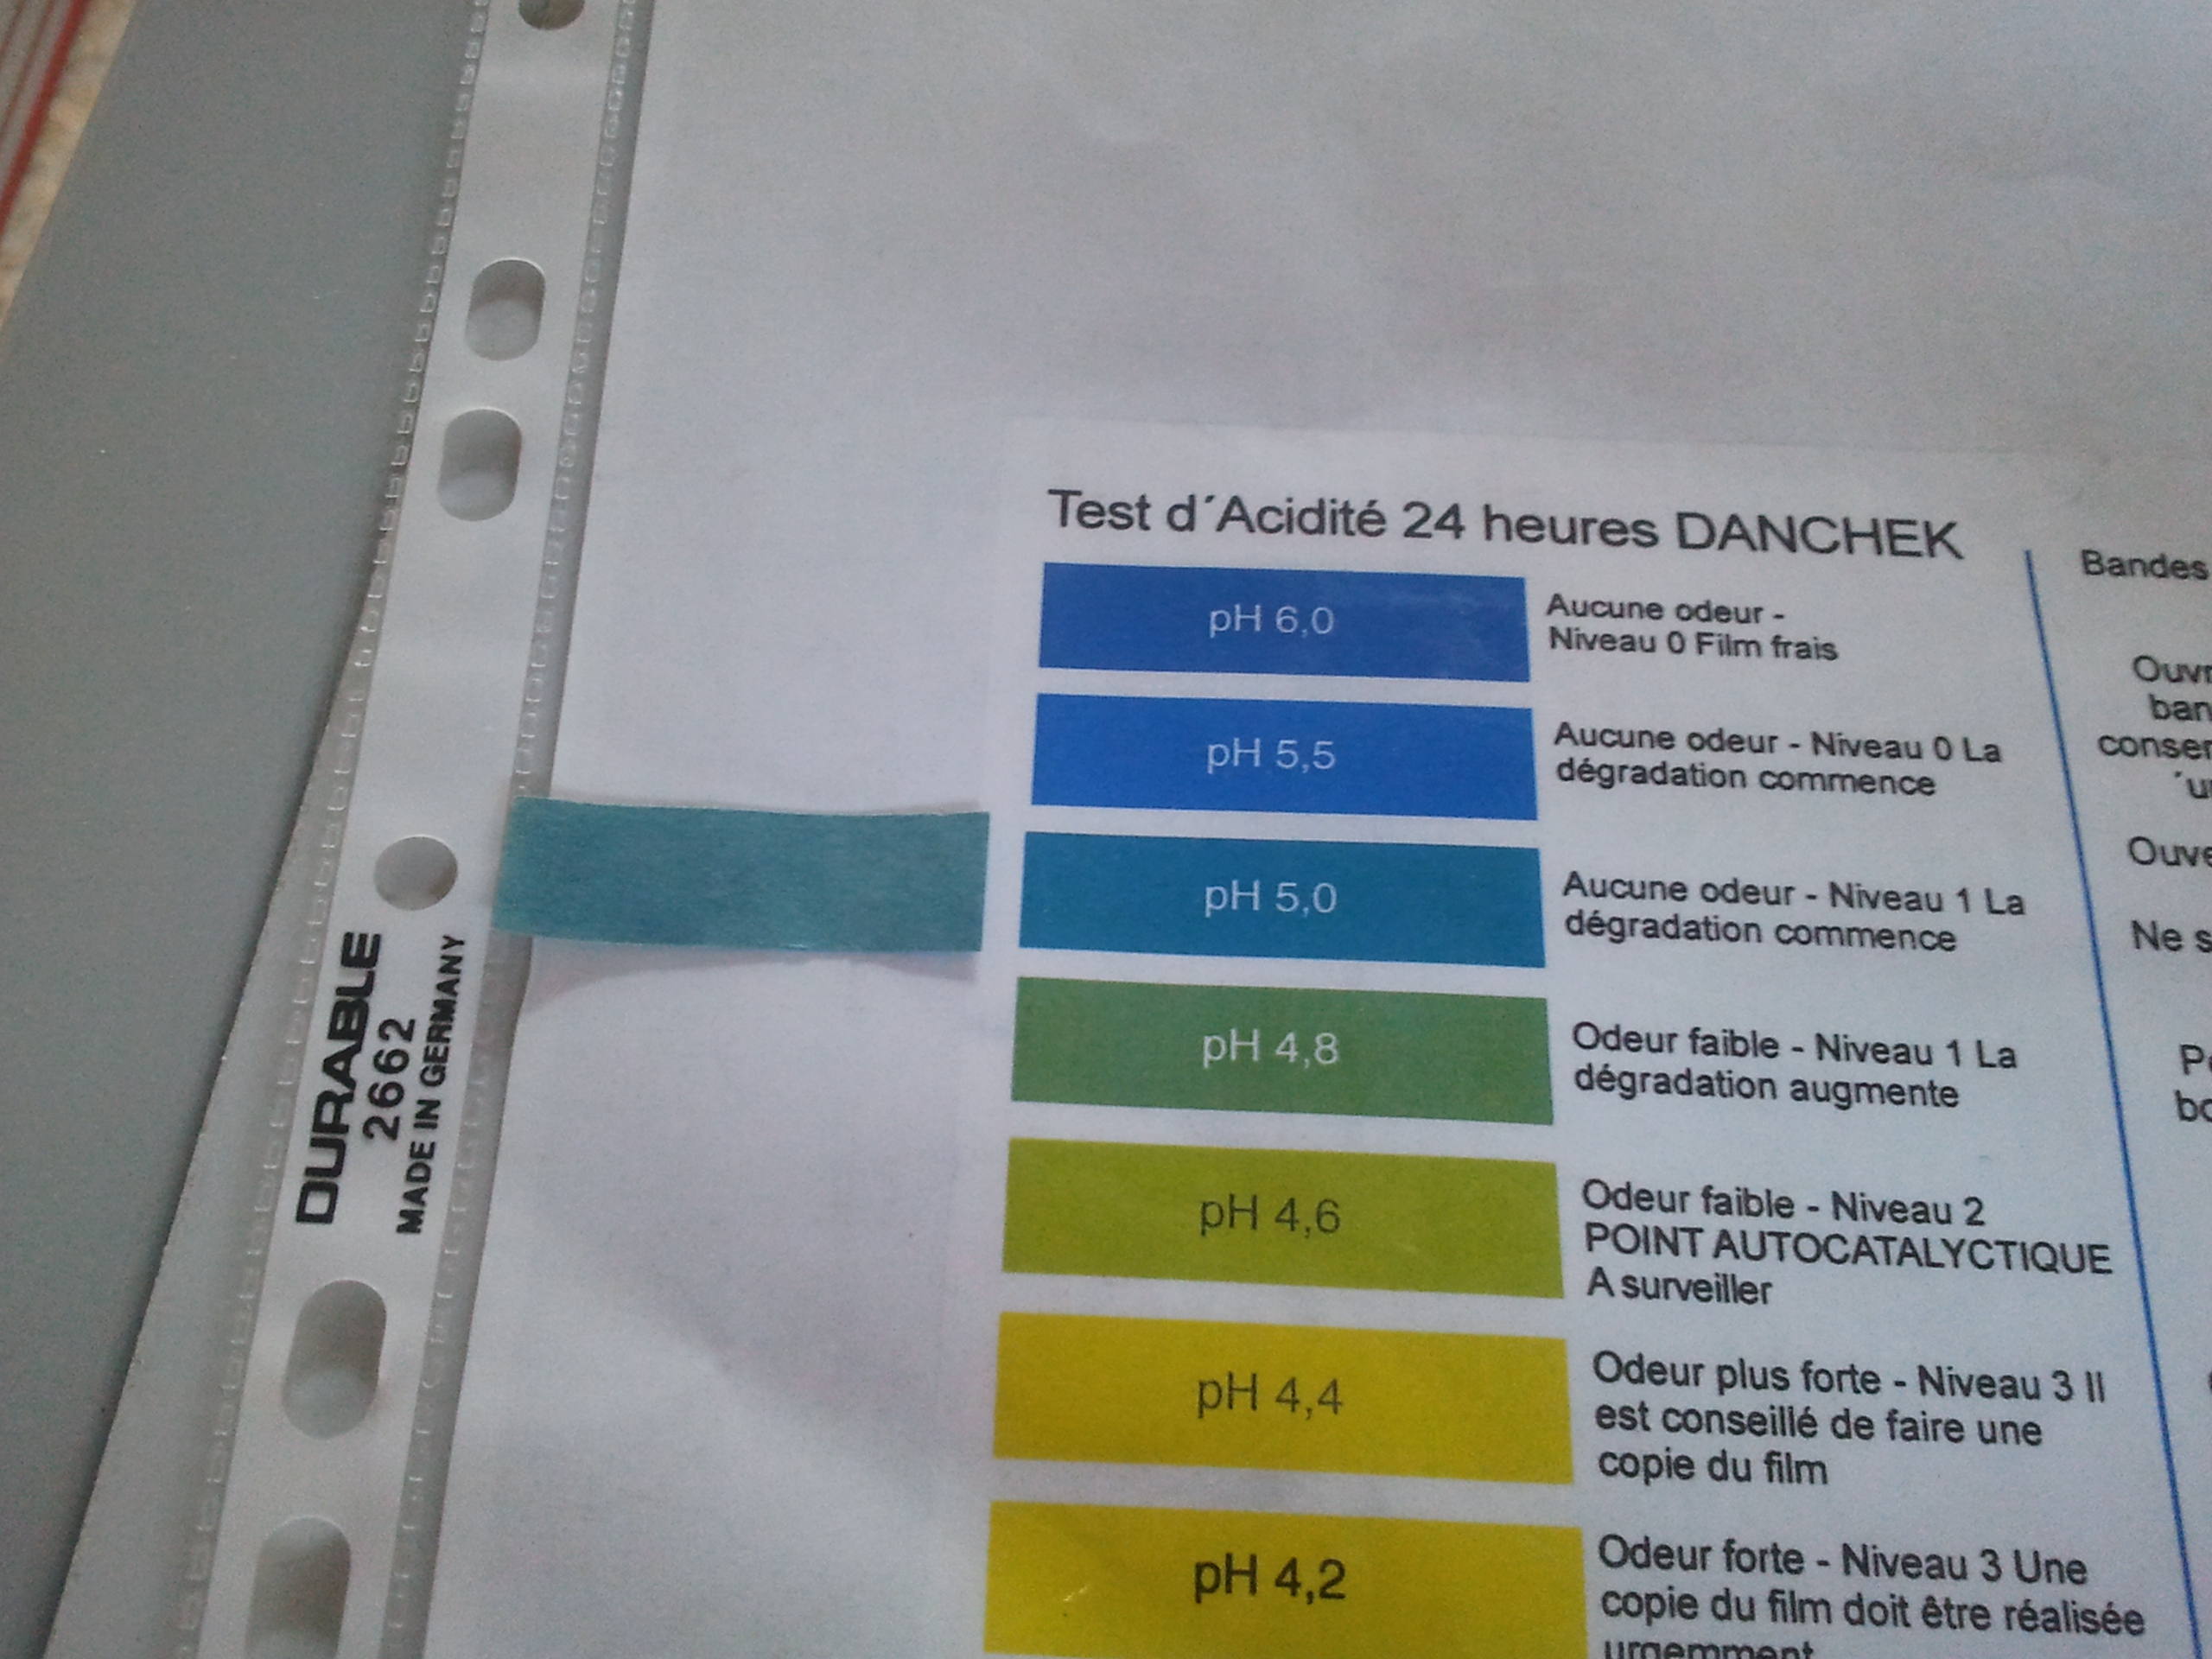 Test d´Acidité 24 heures DANCHEK
pH 6,0
Aucune odeur -
Niveau 0 Film frais
pH 5,5
Aucune odeur - Niveau 0 La
dégradation commence
pH 5,0
Aucune odeur - Niveau 1 La
dégradation commence
pH 4,8
Odeur faible - Niveau 1 La
dégradation augmente
pH 4,6
Odeur faible - Niveau 2
POINT AUTOCATALYCTIQUE
A surveiller
pH 4,4
Odeur plus forte - Niveau 3 Il
est conseillé de faire une
copie du film
pH 4,2
Odeur forte - Niveau 3 Une
copie du film doit être réalisée
urgemment
Bandes
Ne
DURABLE
2662
MADE IN GERMANY